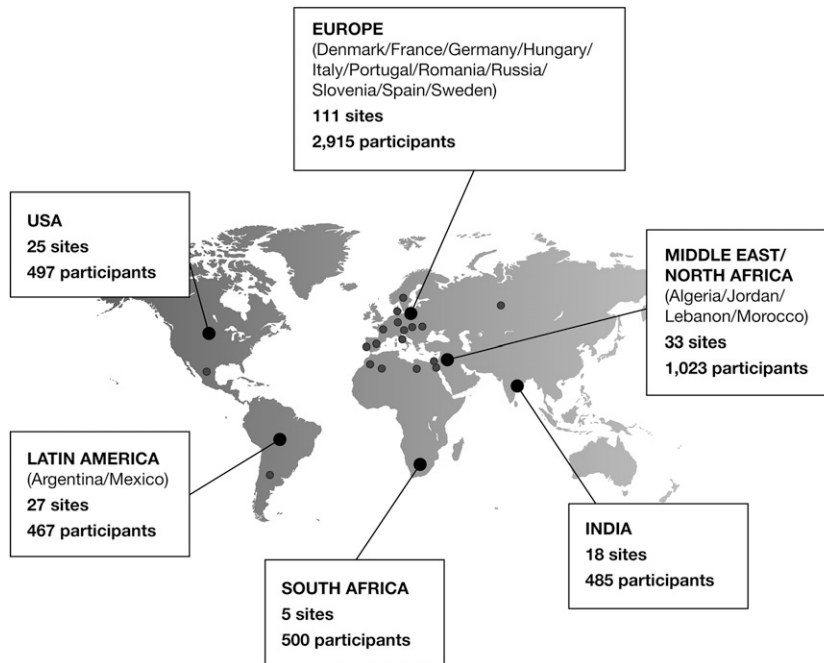 EUROPE
(Denmark/France/Germany/Hungary/
Italy/Portugal/Romania/Russia/
Slovenia/Spain/Sweden)
111 sites
2,915 participants
USA
25 sites
497 participants
MIDDLE EAST/
NORTH AFRICA
(Algeria/Jordan/
Lebanon/Morocco)
33 sites
1,023 participants
LATIN AMERICA
(Argentina/Mexico)
27 sites
467 participants
INDIA
18 sites
485 participants
SOUTH AFRICA
5 sites
500 participants